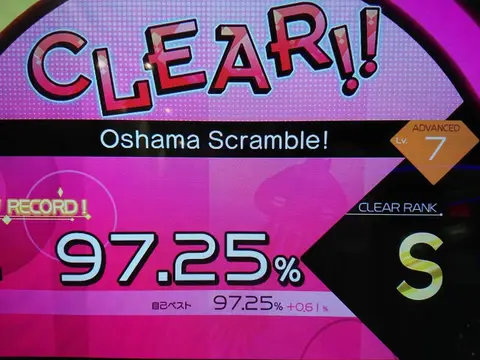 CLEAR!!
Oshama Scramble!
ADVANCED
Lv. 7
RECORD!
CLEAR RANK
97.25%
S
自己ベスト 97.25% +0.61%